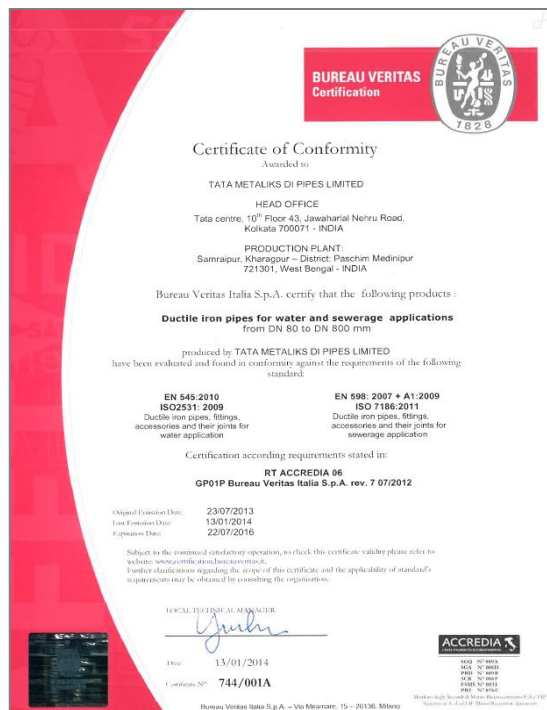 BUREAU VERITAS
Certification
BUREAU VERITAS
1828
Certificate of Conformity
Awarded to
TATA METALIKS DI PIPES LIMITED
HEAD OFFICE
Tata centre, 10th Floor 43, Jawaharlal Nehru Road,
Kolkata 700071 - INDIA
PRODUCTION PLANT:
Samraipur, Kharagpur – District: Paschim Medinipur
721301, West Bengal - INDIA
Bureau Veritas Italia S.p.A. certify that the following products :
Ductile iron pipes for water and sewerage applications
from DN 80 to DN 800 mm
produced by TATA METALIKS DI PIPES LIMITED
have been evaluated and found in conformity against the requirements of the following
standard:
EN 545:2010
ISO2531: 2009
Ductile iron pipes, fittings,
accessories and their joints for
water application
EN 598: 2007 + A1:2009
ISO 7186:2011
Ductile iron pipes, fittings,
accessories and their joints for
sewerage application
Certification according requirements stated in:
RT ACCREDIA 06
GP01P Bureau Veritas Italia S.p.A. rev. 7 07/2012
Original Emission Date: 23/07/2013
Last Emission Date: 13/01/2014
Expiration Date: 22/07/2016
Subject to the continued satisfactory operation, to check this certificate validity please refer to
website: www.certification.bureauveritas.it.
Further clarifications regarding the scope of this certificate and the applicability of standard's
requirements may be obtained by consulting the organisation.
LOCAL TECHNICAL MANAGER
Date: 13/01/2014
Certificate N°: 744/001A
Bureau Veritas Italia S.p.A. – Via Miramare, 15 – 20136, Milano
ACCREDIA
SGQ N° 009A
SGA N° 008D
PRD N° 009B
SCR N° 006F